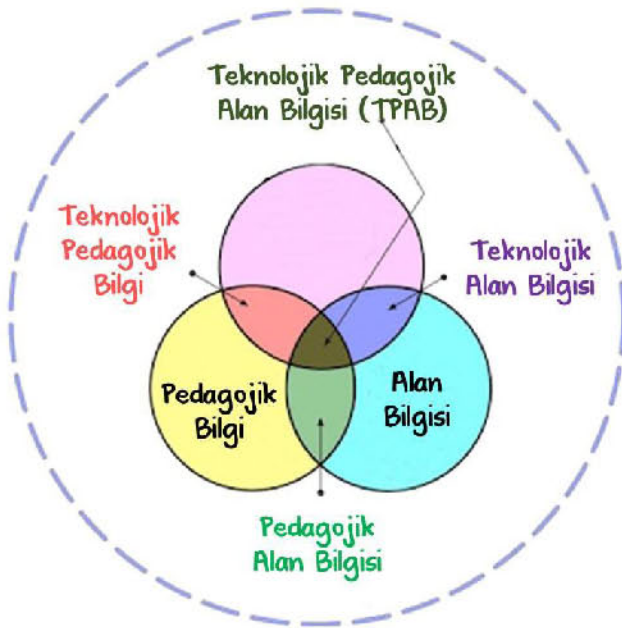 Teknolojik Pedagojik
Alan Bilgisi (TPAB)
Teknolojik
Pedagojik
Bilgi
Teknolojik
Alan Bilgisi
Pedagojik
Bilgi
Alan
Bilgisi
Pedagojik
Alan Bilgisi